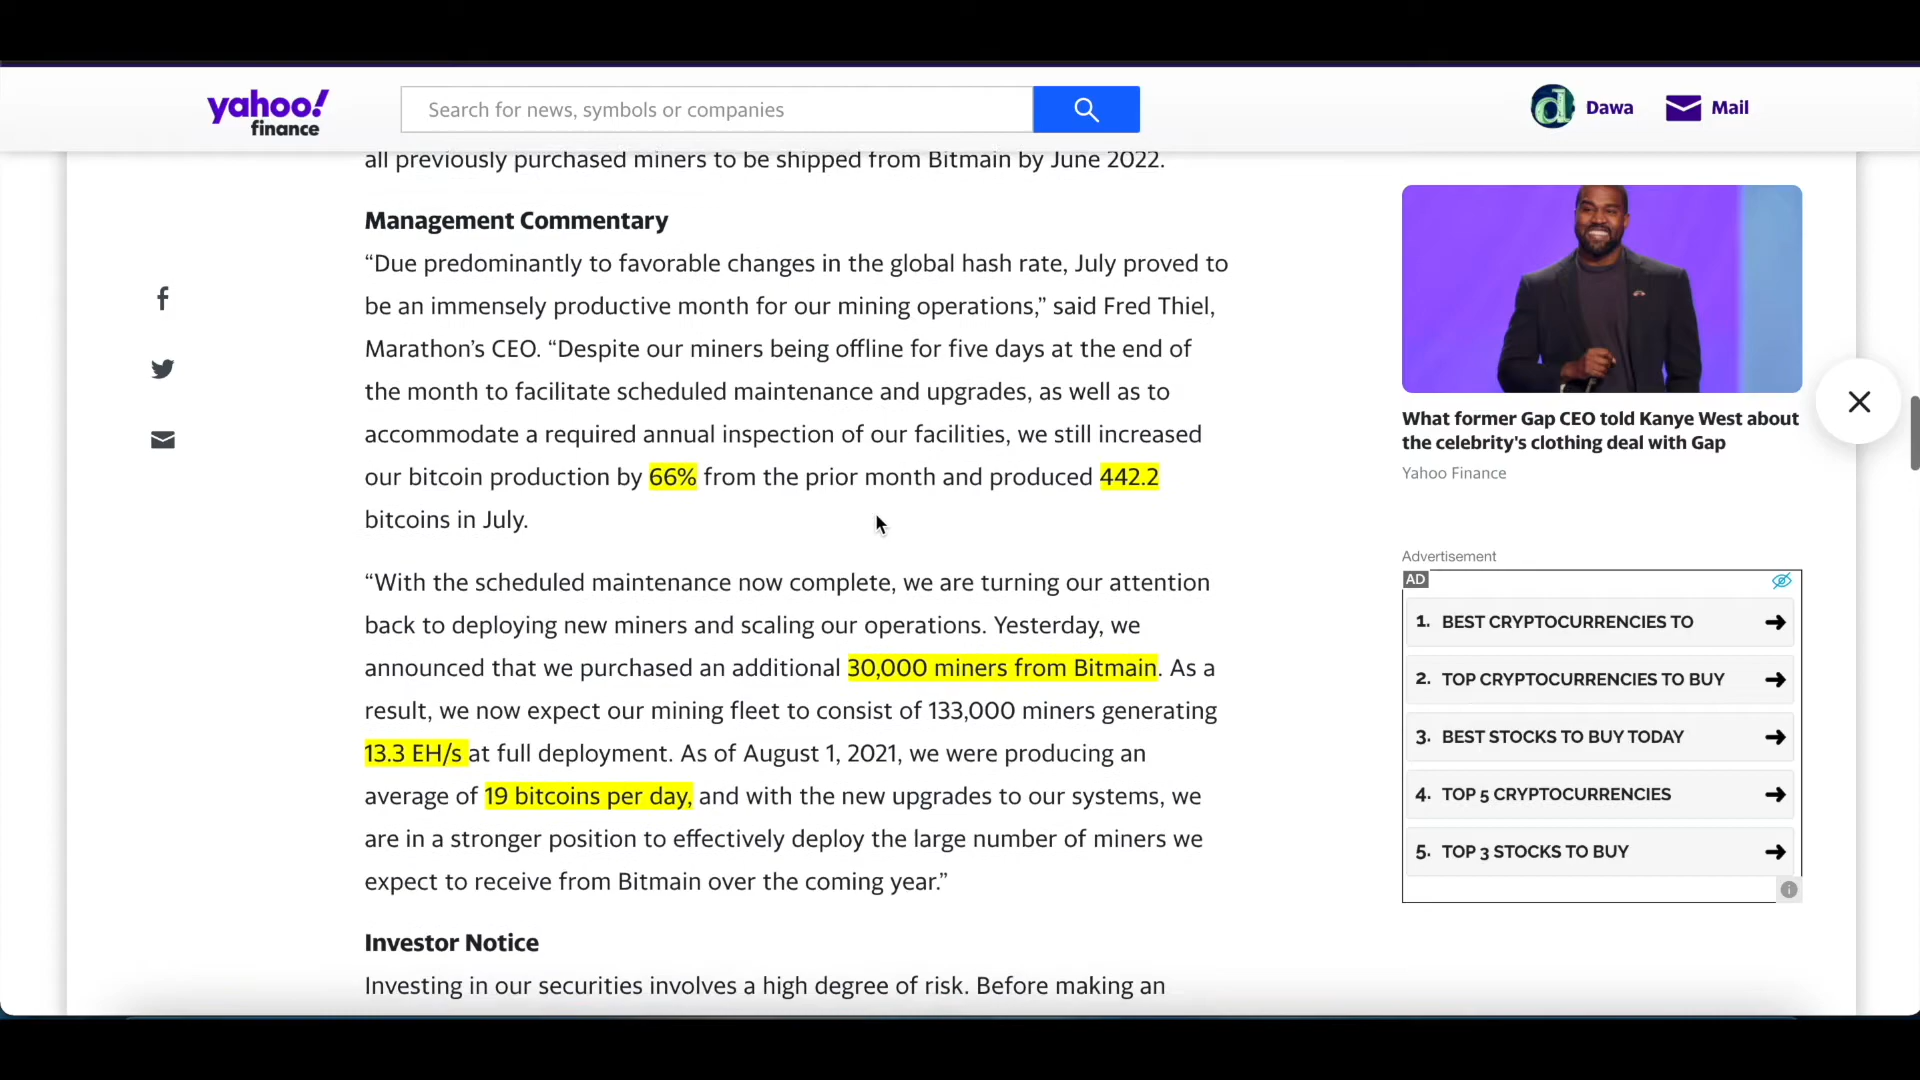 yahoo!
finance
Search for news, symbols or companies
Dawa
Mail
all previously purchased miners to be shipped from Bitmain by June 2022.
Management Commentary
“Due predominantly to favorable changes in the global hash rate, July proved to
be an immensely productive month for our mining operations,” said Fred Thiel,
Marathon’s CEO. “Despite our miners being offline for five days at the end of
the month to facilitate scheduled maintenance and upgrades, as well as to
accommodate a required annual inspection of our facilities, we still increased
our bitcoin production by 66% from the prior month and produced 442.2
bitcoins in July.
“With the scheduled maintenance now complete, we are turning our attention
back to deploying new miners and scaling our operations. Yesterday, we
announced that we purchased an additional 30,000 miners from Bitmain. As a
result, we now expect our mining fleet to consist of 133,000 miners generating
13.3 EH/s at full deployment. As of August 1, 2021, we were producing an
average of 19 bitcoins per day, and with the new upgrades to our systems, we
are in a stronger position to effectively deploy the large number of miners we
expect to receive from Bitmain over the coming year.”
Investor Notice
Investing in our securities involves a high degree of risk. Before making an
What former Gap CEO told Kanye West about
the celebrity's clothing deal with Gap
Yahoo Finance
Advertisement
AD
1. BEST CRYPTOCURRENCIES TO
2. TOP CRYPTOCURRENCIES TO BUY
3. BEST STOCKS TO BUY TODAY
4. TOP 5 CRYPTOCURRENCIES
5. TOP 3 STOCKS TO BUY